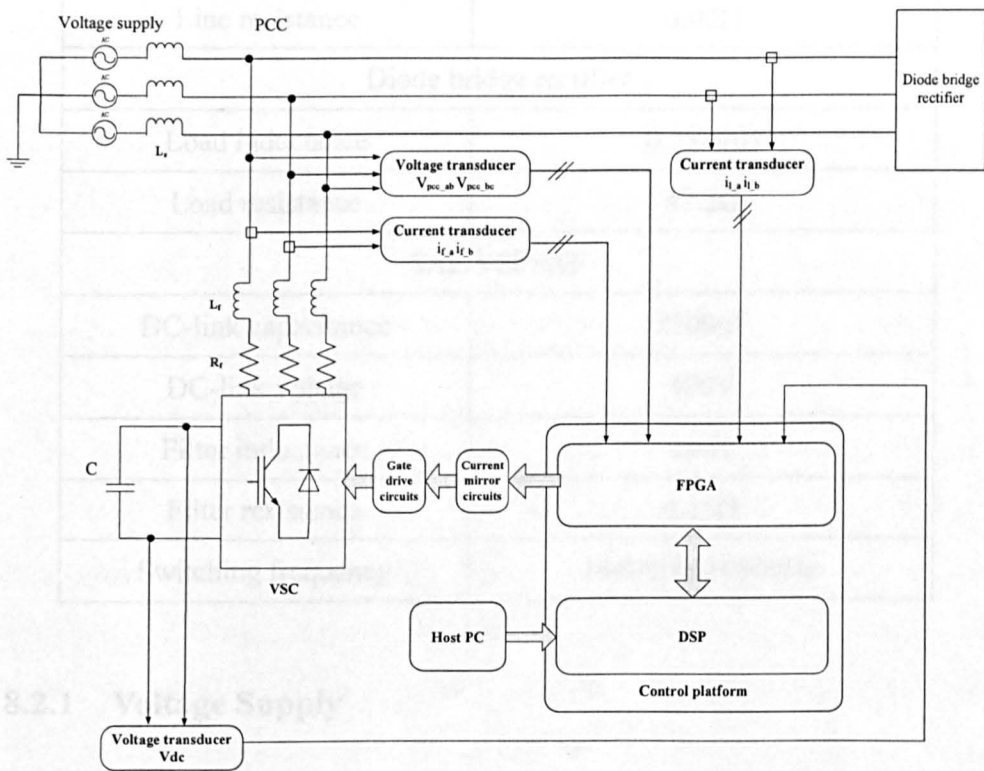 Voltage supply
PCC
AC
AC
AC
Ls
Diode bridge
rectifier
Voltage transducer
Vpcc_ab Vpcc_bc
Current transducer
il_a il_b
Current transducer
if_a if_b
Lf
Rf
C
VSC
Gate
drive
circuits
Current
mirror
circuits
FPGA
DSP
Host PC
Control platform
Voltage transducer
Vdc
Line resistance
Diode bridge rectifier
Load inductance
Load resistance
DC-link capacitance
DC-link voltage
Filter inductance
Filter resistance
Switching frequency
8.2.1 Voltage Supply